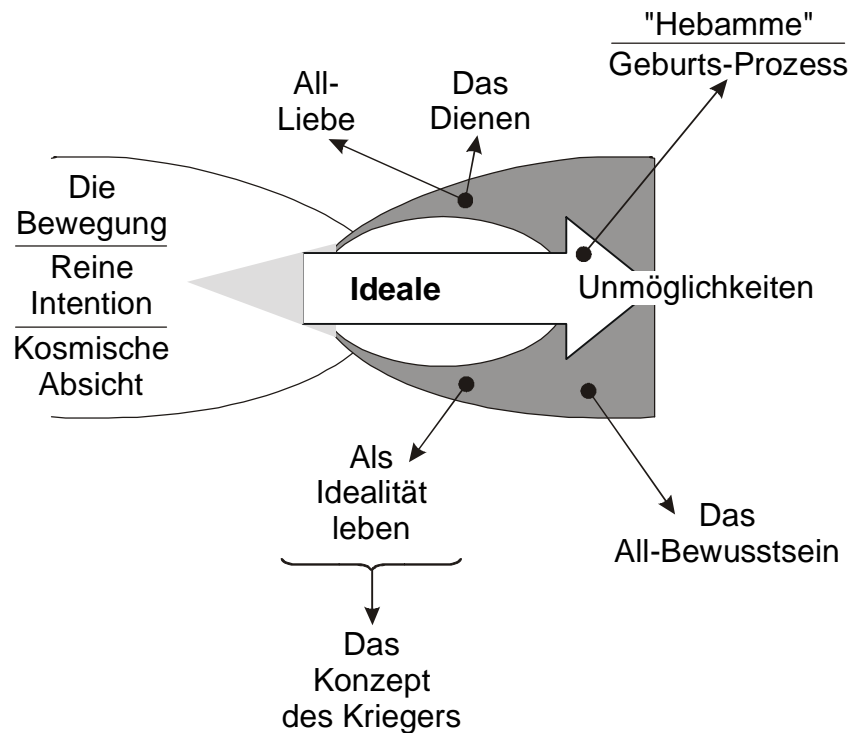 "Hebamme"
Geburts-Prozess
All-
Liebe
Das
Dienen
Die
Bewegung
Reine
Intention
Kosmische
Absicht
Ideale
Unmöglichkeiten
Als
Idealität
leben
Das
All-Bewusstsein
Das
Konzept
des Kriegers